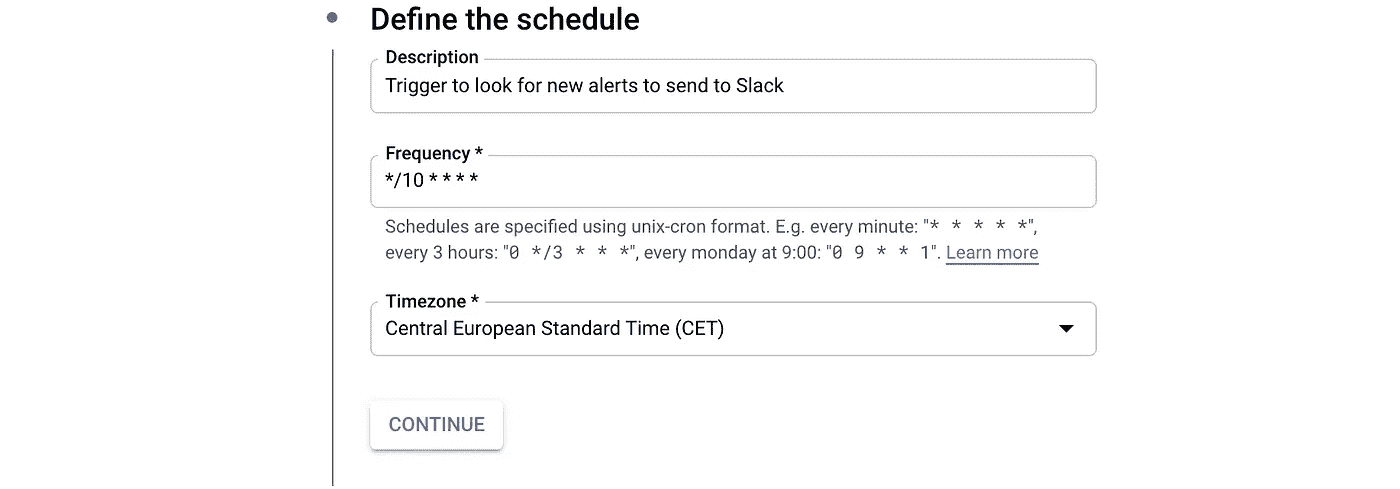 Define the schedule
Description
Trigger to look for new alerts to send to Slack
Frequency *
*/10 * * * *
Schedules are specified using unix-cron format. E.g. every minute: "* * * * *",
every 3 hours: "0 */3 * * *", every monday at 9:00: "0 9 * * 1". Learn more
Timezone *
Central European Standard Time (CET)
CONTINUE